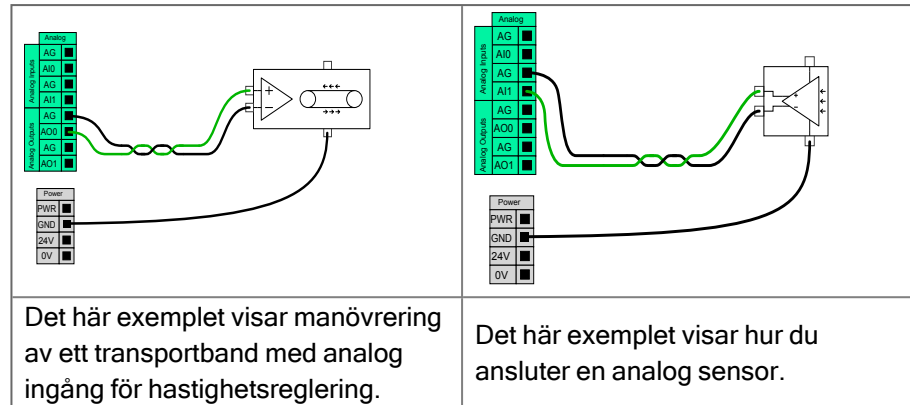 Analog
AG
AI0
AG
AI1
AG
AO0
AG
AO1
Analog Inputs
Analog Outputs
+
−
Power
PWR
GND
24V
0V
Det här exemplet visar manövrering
av ett transportband med analog
ingång för hastighetsreglering.
Analog
AG
AI0
AG
AI1
AG
AO0
AG
AO1
Analog Inputs
Analog Outputs
+
−
Power
PWR
GND
24V
0V
Det här exemplet visar hur du
ansluter en analog sensor.